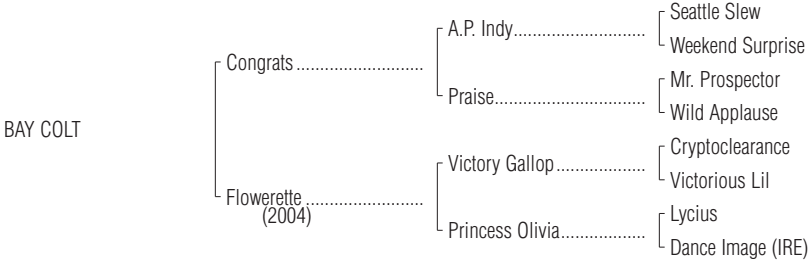 Seattle Slew
A.P. Indy..............................
Weekend Surprise
Congrats ...........................
Mr. Prospector
Praise..................................
Wild Applause
BAY COLT
Cryptoclearance
Victory Gallop ...................
Victorious Lil
Flowerette .........................
(2004)
Lycius
Princess Olivia..................
Dance Image (IRE)